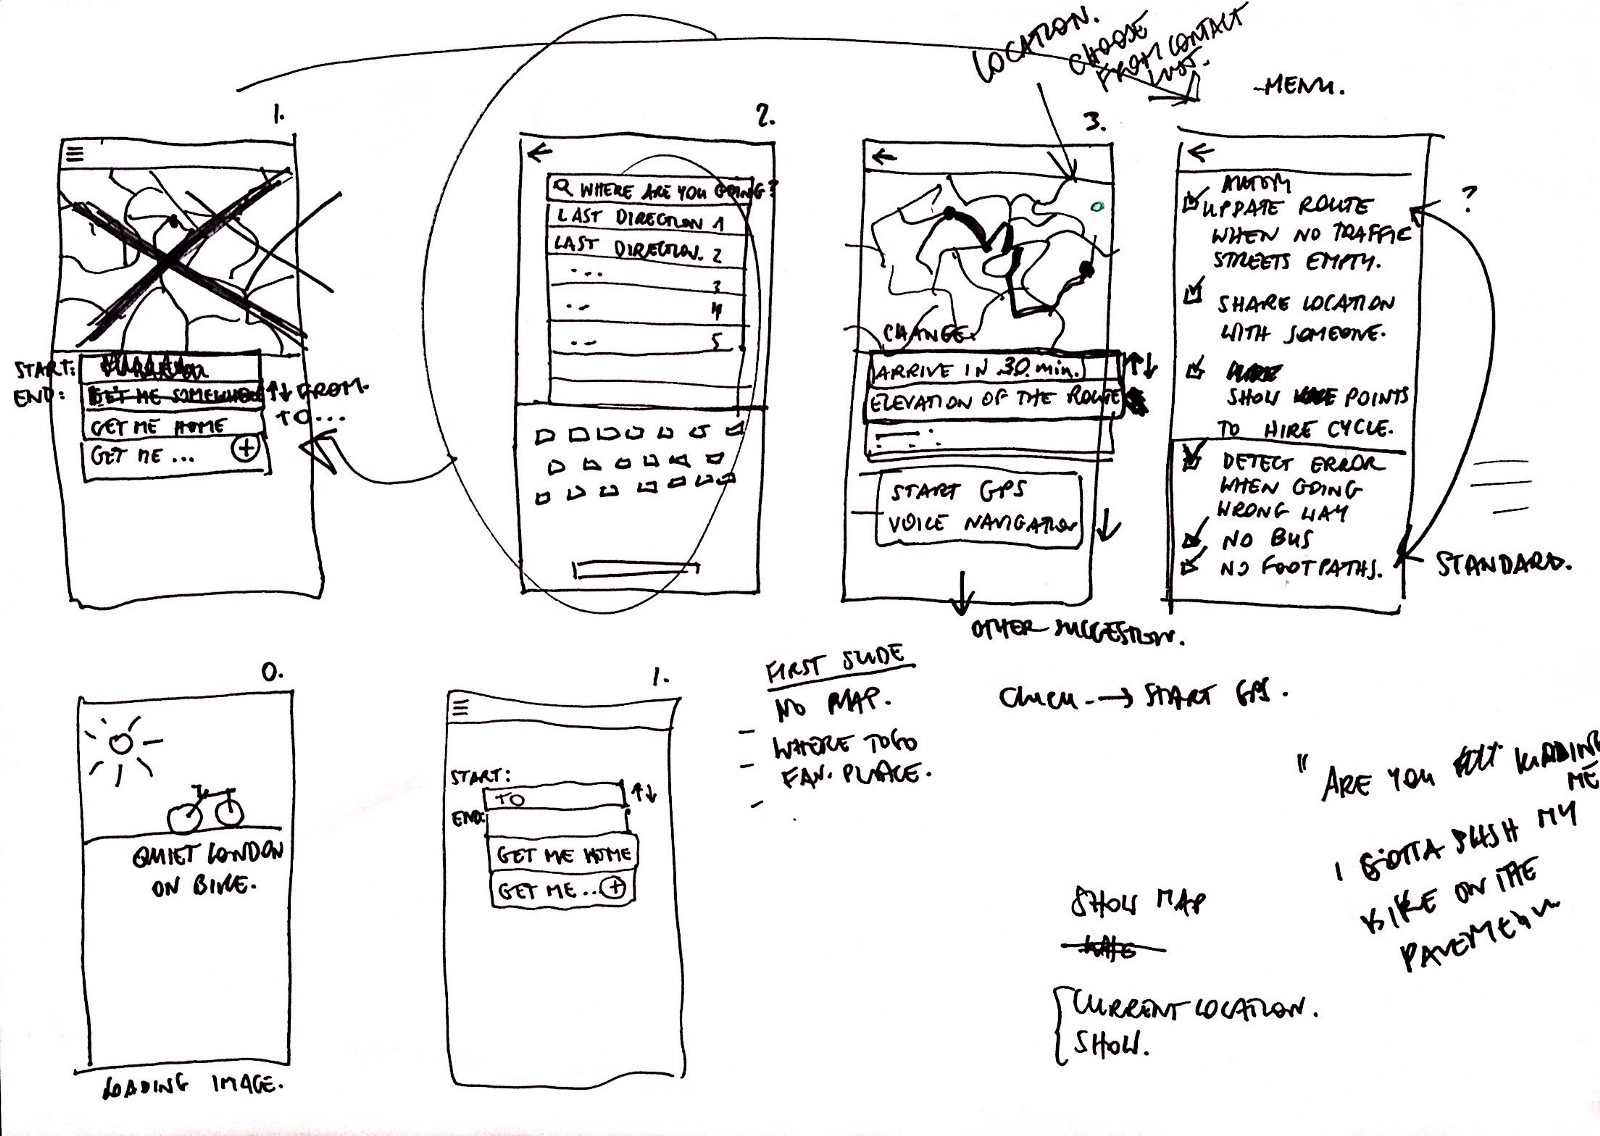 LOCATION.
CHOOSE
FROM CONTACT
LIST.
MENU.
1.
START:
END:
GET ME SOMEWHERE
FROM
TO...
GET ME HOME
GET ME ...
2.
WHERE ARE YOU GOING?
LAST DIRECTION 1
LAST DIRECTION. 2
... 3
.. 4
.. 5
3.
CHANGE.
ARRIVE IN 30. min.
ELEVATION OF THE ROUTE
START GPS
VOICE NAVIGATION
OTHER SUGGESTION.
AUTOM
UPDATE ROUTE
WHEN NO TRAFFIC
STREETS EMPTY.
?
SHARE LOCATION
WITH SOMEONE.
SHOW POINTS
TO HIRE CYCLE.
DETECT ERROR
WHEN GOING
WRONG WAY
NO BUS
NO FOOTPATHS.
STANDARD.
0.
QUIET LONDON
ON BIKE.
LOADING IMAGE.
1.
START:
TO
END:
GET ME HOME
GET ME ...
FIRST SLIDE
NO MAP.
- WHERE TO GO
- FAV. PLACE.
-
START GPS.
"ARE YOU KIDDING
ME
I GOTTA PUSH MY
BIKE ON THE
PAVEMENT
SHOW MAP
CURRENT LOCATION.
SHOW.